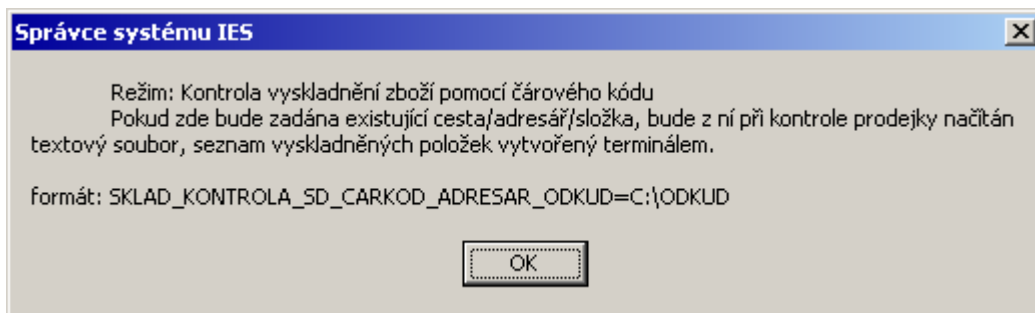 Správce systému IES
Režim: Kontrola vyskladnění zboží pomocí čárového kódu
Pokud zde bude zadána existující cesta/adresář/složka, bude z ní při kontrole prodejky načítán
textový soubor, seznam vyskladněných položek vytvořený terminálem.
formát: SKLAD_KONTROLA_SD_CARKOD_ADRESAR_ODKUD=C:\ODKUD
OK